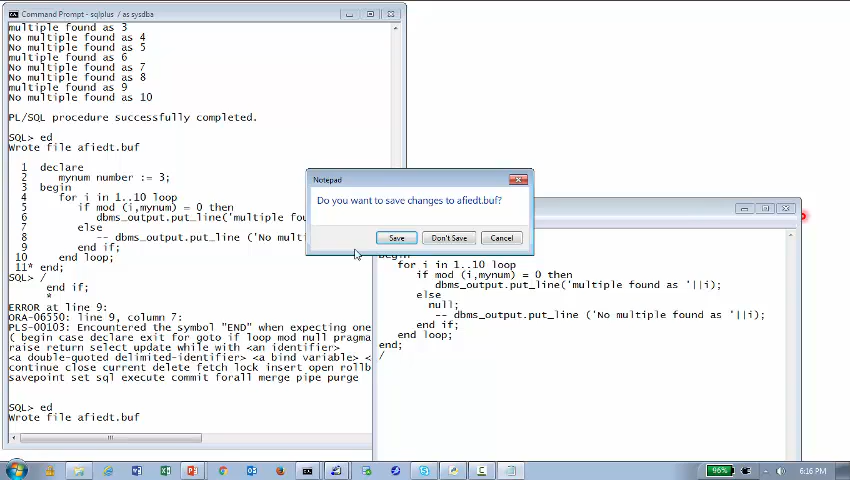 Command Prompt - sqlplus / as sysdba
multiple found as 3
No multiple found as 4
No multiple found as 5
multiple found as 6
No multiple found as 7
No multiple found as 8
multiple found as 9
No multiple found as 10
PL/SQL procedure successfully completed.
SQL> ed
Wrote file afiedt.buf
1 declare
2 mynum number := 3;
3 begin
4 for i in 1..10 loop
5 if mod (i,mynum) = 0 then
6 dbms_output.put_line('multiple fou
7 else
8 -- dbms_output.put_line ('No mult
9 end if;
10 end loop;
11* end;
SQL> /
end if;
*
ERROR at line 9:
ORA-06550: line 9, column 7:
PLS-00103: Encountered the symbol "END" when expecting one
( begin case declare exit for goto if loop mod null pragma
raise return select update while with <an identifier>
<a double-quoted delimited-identifier> <a bind variable> <
continue close current delete fetch lock insert open rollb
savepoint set sql execute commit forall merge pipe purge
SQL> ed
Wrote file afiedt.buf
Notepad
Do you want to save changes to afiedt.buf?
Save
Don't Save
Cancel
begin
for i in 1..10 loop
if mod (i,mynum) = 0 then
dbms_output.put_line('multiple found as '||i);
else
null;
-- dbms_output.put_line ('No multiple found as '||i);
end if;
end loop;
end;
/
96%
6:16 PM